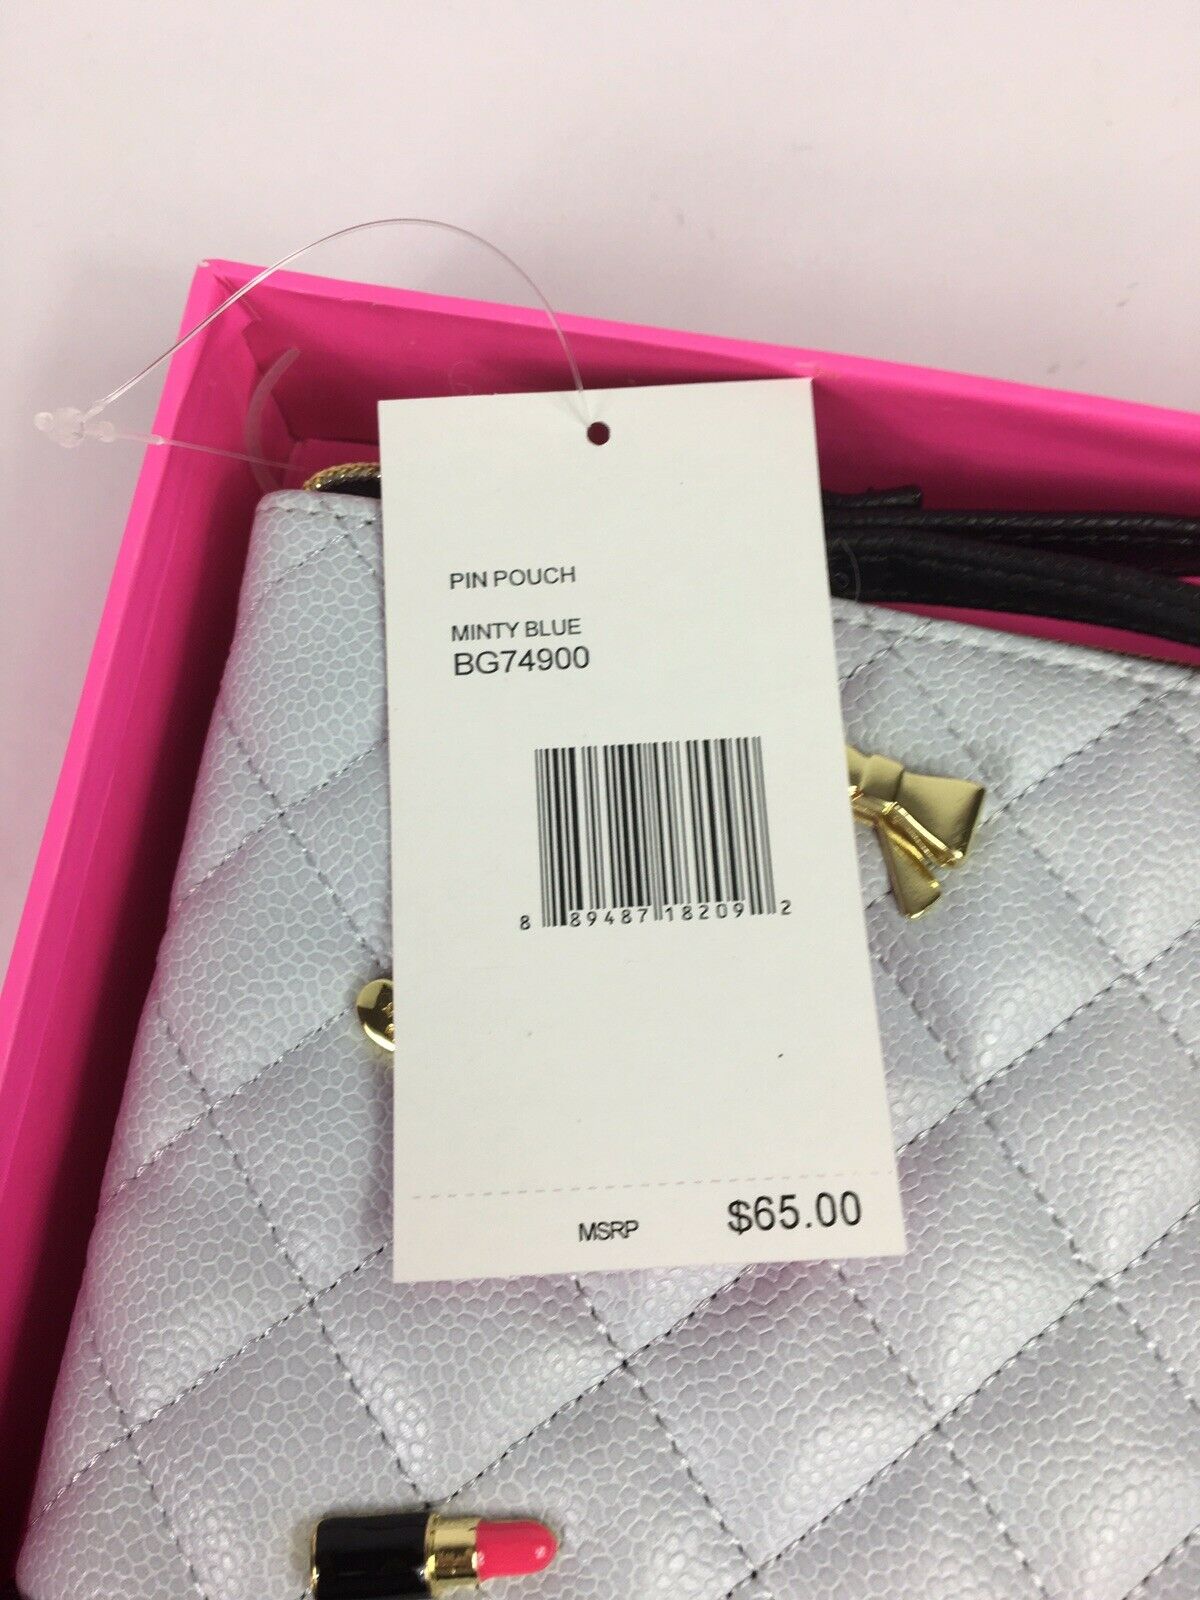 PIN POUCH
MINTY BLUE
BG74900
8 89487 18209 2
MSRP $65.00